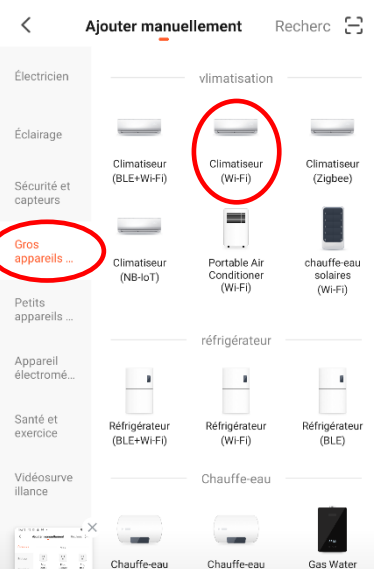 Ajouter manuellement Recherc
Électricien
Éclairage
Sécurité et
capteurs
Gros
appareils ...
Petits
appareils ...
Appareil
électromé...
Santé et
exercice
Vidéosurve
illance
vlimatisation
Climatiseur
(BLE+Wi-Fi)
Climatiseur
(Wi-Fi)
Climatiseur
(Zigbee)
Climatiseur
(NB-IoT)
Portable Air
Conditioner
(Wi-Fi)
chauffe-eau
solaires
(Wi-Fi)
réfrigérateur
Réfrigérateur
(BLE+Wi-Fi)
Réfrigérateur
(Wi-Fi)
Réfrigérateur
(BLE)
Chauffe-eau
Chauffe-eau
Chauffe-eau
Gas Water